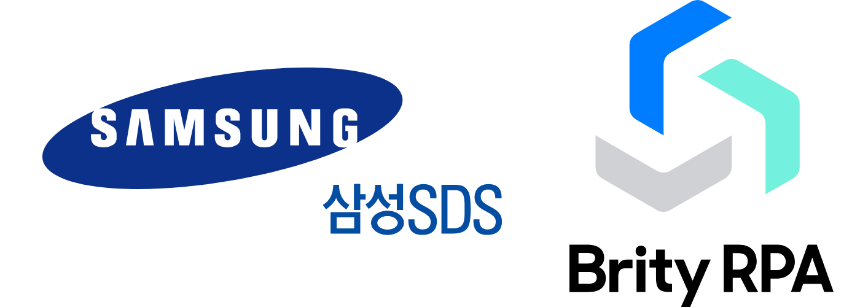 SAMSUNG
삼성SDS
Brity RPA